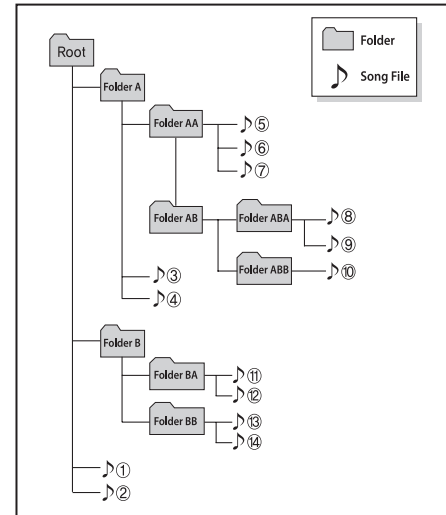 Folder
Song File
Root
Folder A
Folder AA
⑤
⑥
⑦
Folder AB
Folder ABA
⑧
⑨
Folder ABB
⑩
③
④
Folder B
Folder BA
⑪
⑫
Folder BB
⑬
⑭
①
②